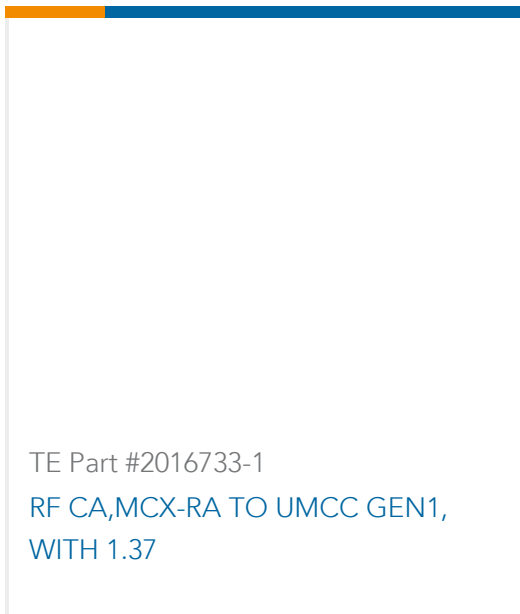 TE Part #2016733-1
RF CA,MCX-RA TO UMCC GEN1,
WITH 1.37